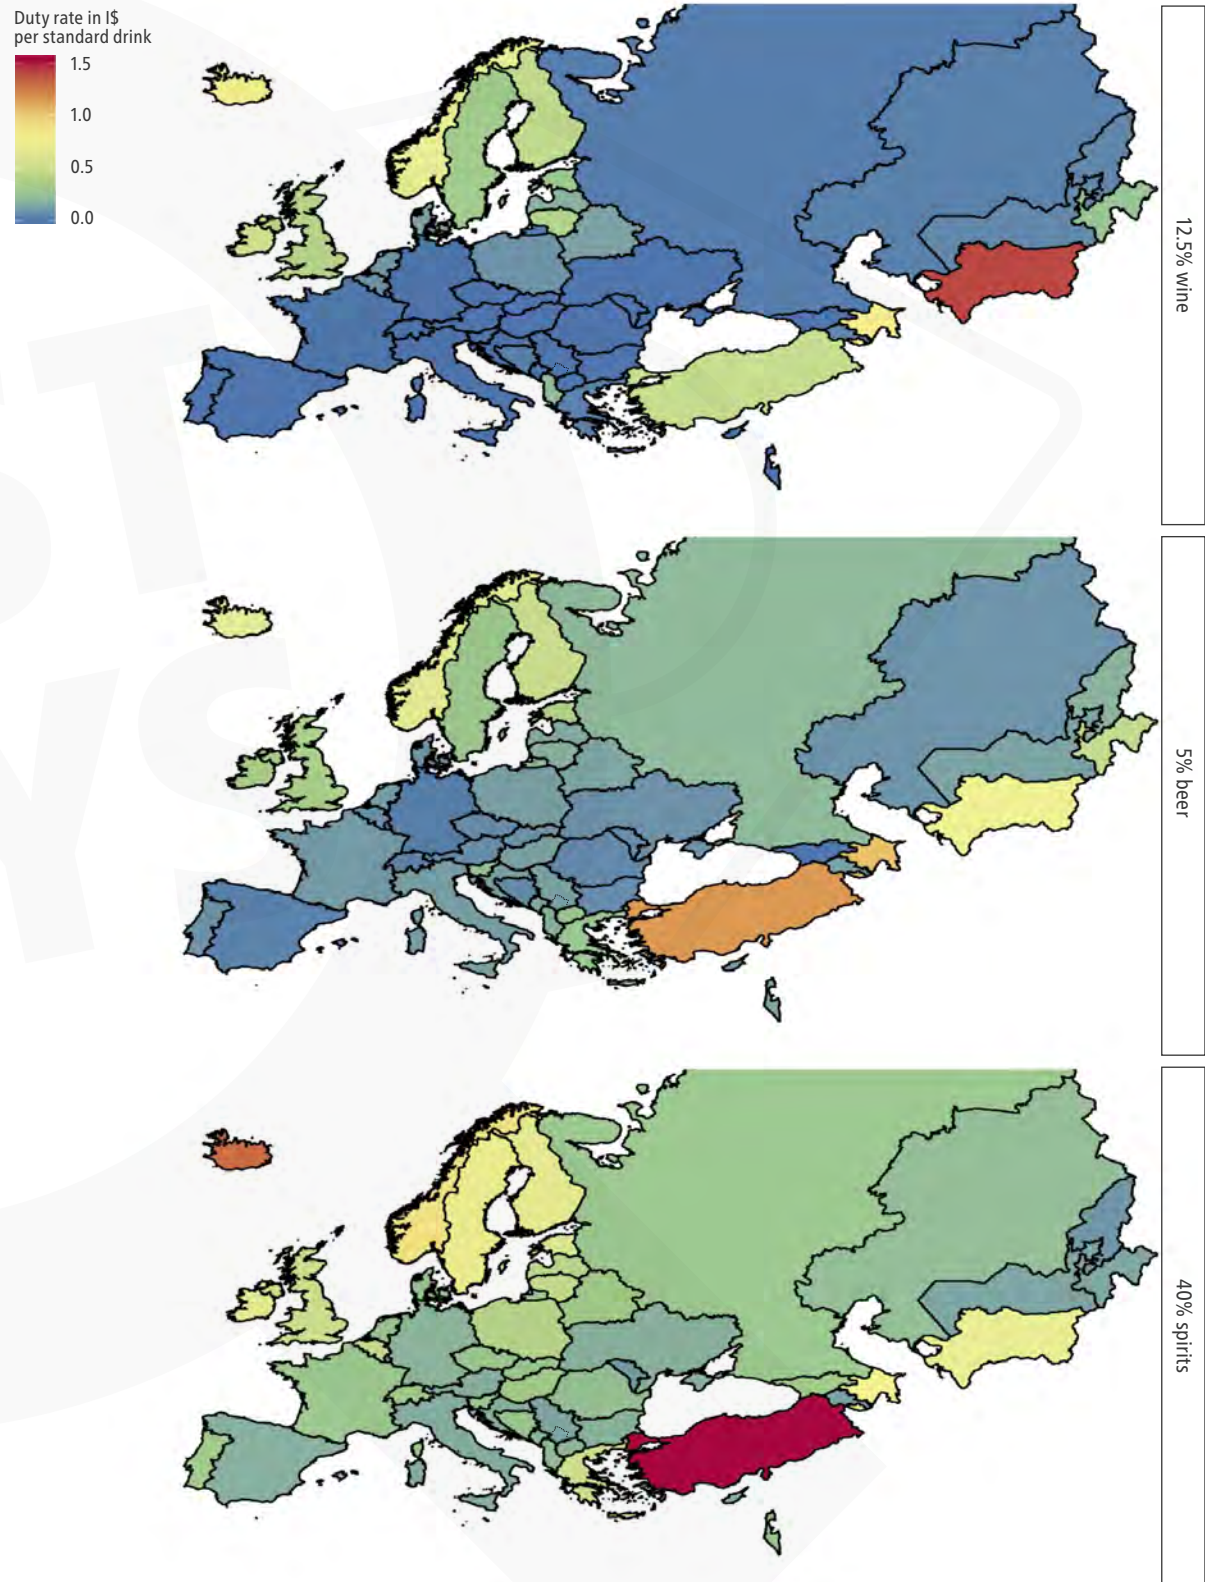 Duty rate in I$
per standard drink
1.5
1.0
0.5
0.0
12.5% wine
5% beer
40% spirits